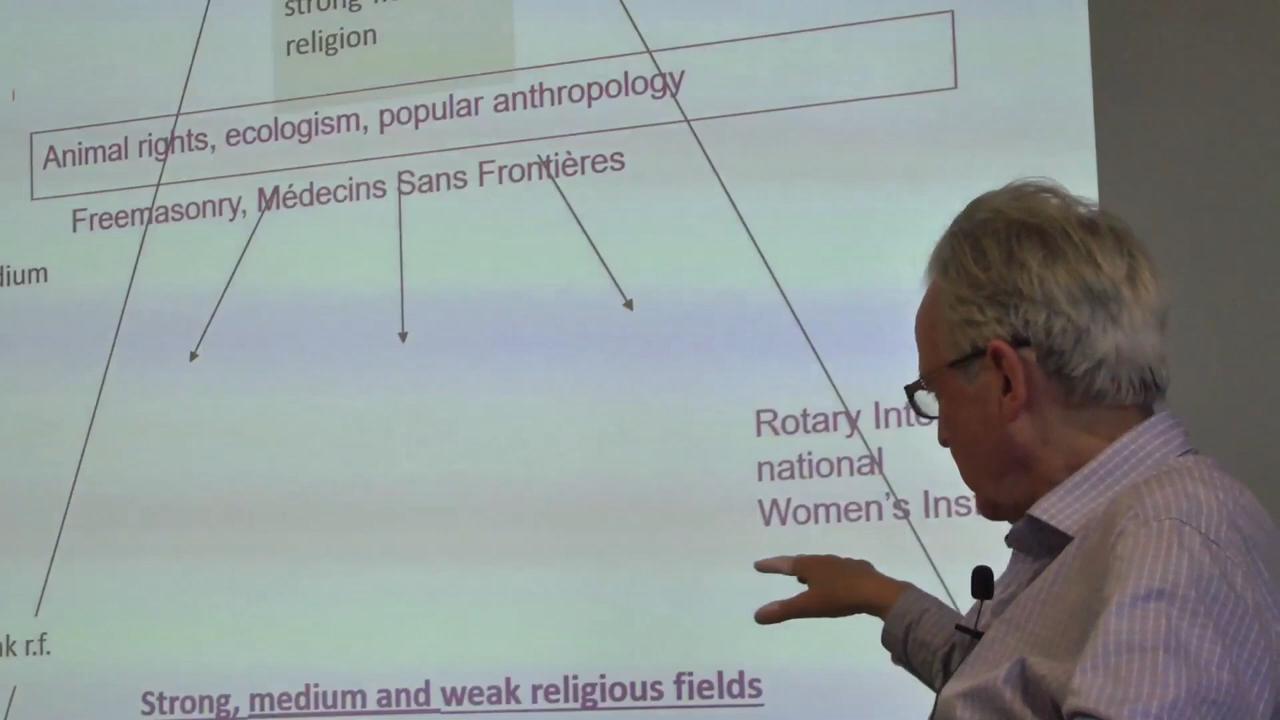 strong
religion
Animal rights, ecologism, popular anthropology
Freemasonry, Médecins Sans Frontières
dium
Rotary Inte
national
Women's Inst
k r.f.
Strong, medium and weak religious fields